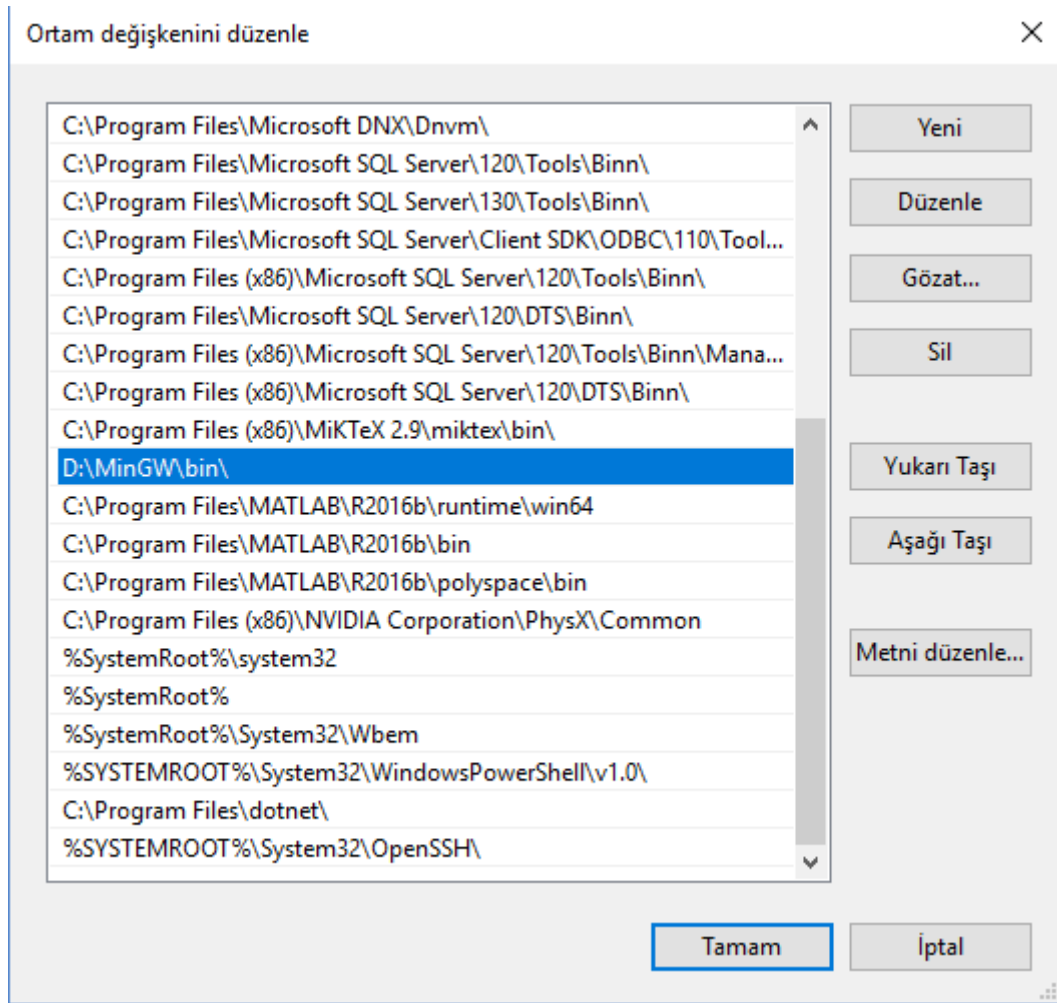 Ortam değişkenini düzenle
C:\Program Files\Microsoft DNX\Dnvm\
C:\Program Files\Microsoft SQL Server\120\Tools\Binn\
C:\Program Files\Microsoft SQL Server\130\Tools\Binn\
C:\Program Files\Microsoft SQL Server\Client SDK\ODBC\110\Tool...
C:\Program Files (x86)\Microsoft SQL Server\120\Tools\Binn\
C:\Program Files\Microsoft SQL Server\120\DTS\Binn\
C:\Program Files (x86)\Microsoft SQL Server\120\Tools\Binn\Mana...
C:\Program Files (x86)\Microsoft SQL Server\120\DTS\Binn\
C:\Program Files (x86)\MiKTeX 2.9\miktex\bin\
D:\MinGW\bin\
C:\Program Files\MATLAB\R2016b\runtime\win64
C:\Program Files\MATLAB\R2016b\bin
C:\Program Files\MATLAB\R2016b\polyspace\bin
C:\Program Files (x86)\NVIDIA Corporation\PhysX\Common
%SystemRoot%\system32
%SystemRoot%
%SystemRoot%\System32\Wbem
%SYSTEMROOT%\System32\WindowsPowerShell\v1.0\
C:\Program Files\dotnet\
%SYSTEMROOT%\System32\OpenSSH\
Yeni
Düzenle
Gözat...
Sil
Yukarı Taşı
Aşağı Taşı
Metni düzenle...
Tamam
İptal